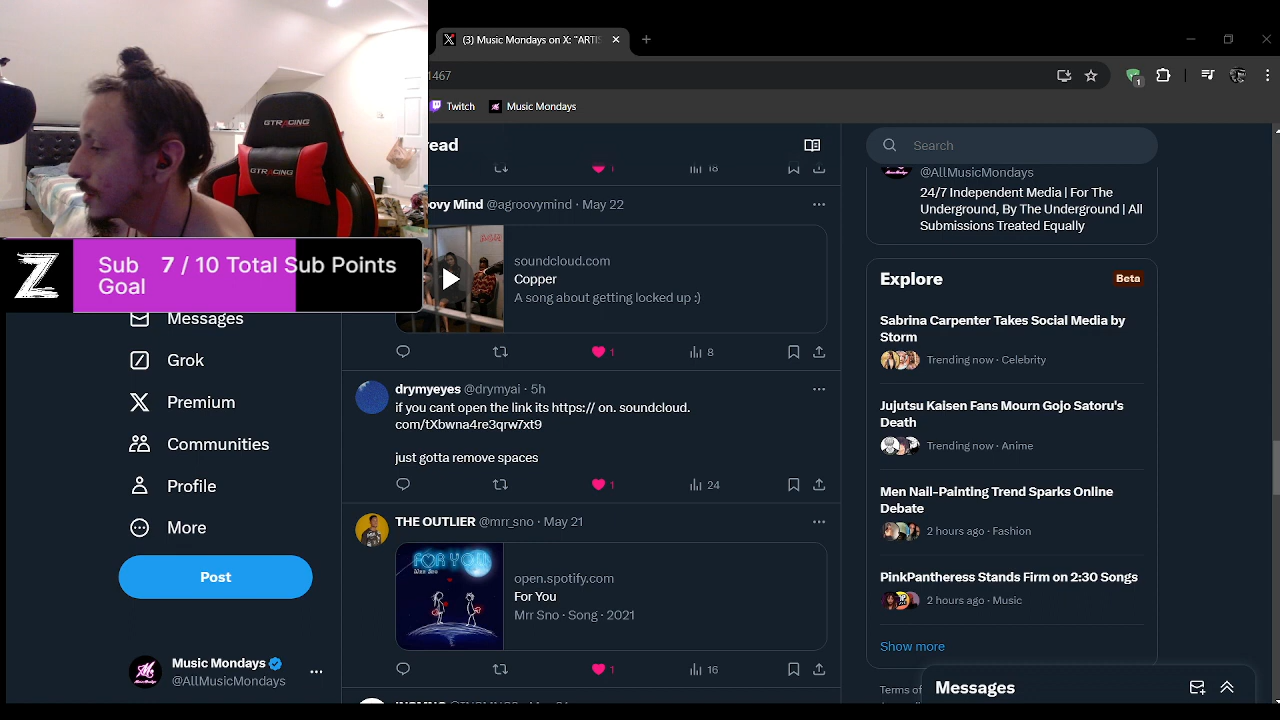 (3) Music Mondays on X: "ARTIS
1467
1
Twitch
Music Mondays
GTRACING
GTRACING
Sub Goal
7 / 10 Total Sub Points
Messages
Grok
Premium
Communities
Profile
More
Post
Music Mondays
@AllMusicMondays
read
1
18
ovy Mind @agroovymind · May 22
soundcloud.com
Copper
A song about getting locked up :)
1
8
drymyeyes @drymyai · 5h
if you cant open the link its https:// on. soundcloud.
com/tXbwna4re3qrw7xt9
just gotta remove spaces
1
24
THE OUTLIER @mrr_sno · May 21
FOR YOU
open.spotify.com
For You
Mrr Sno · Song · 2021
1
16
Search
@AllMusicMondays
24/7 Independent Media | For The
Underground, By The Underground | All
Submissions Treated Equally
Explore
Beta
Sabrina Carpenter Takes Social Media by
Storm
Trending now · Celebrity
Jujutsu Kaisen Fans Mourn Gojo Satoru's
Death
Trending now · Anime
Men Nail-Painting Trend Sparks Online
Debate
2 hours ago · Fashion
PinkPantheress Stands Firm on 2:30 Songs
2 hours ago · Music
Show more
Terms of
Messages